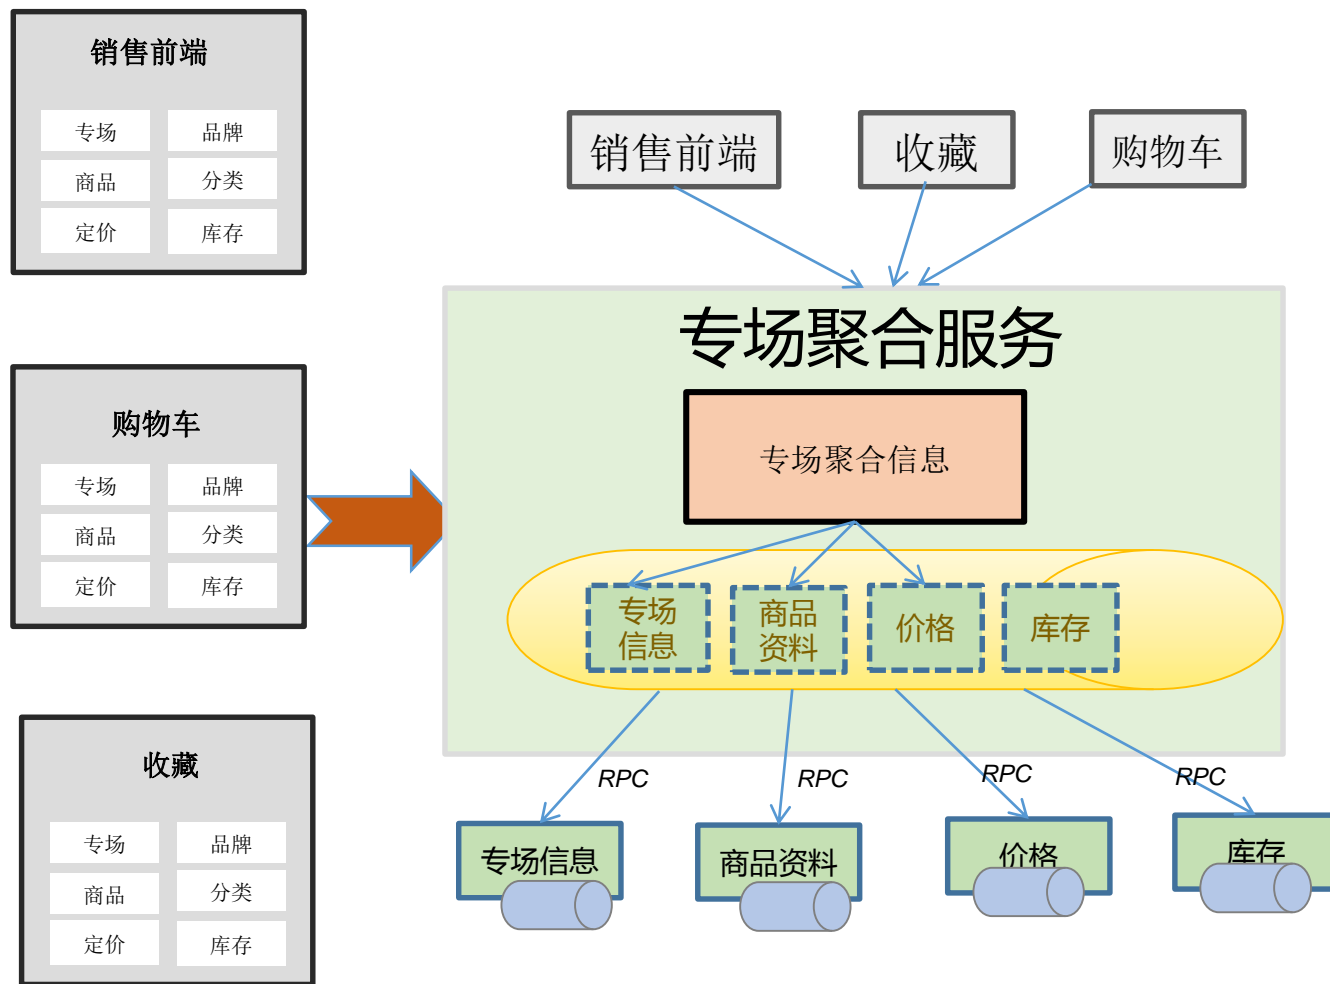 销售前端
专场
品牌
商品
分类
定价
库存
购物车
专场
品牌
商品
分类
定价
库存
收藏
专场
品牌
商品
分类
定价
库存
销售前端
收藏
购物车
专场聚合服务
专场聚合信息
专场
信息
商品
资料
价格
库存
RPC
RPC
RPC
RPC
专场信息
商品资料
价格
库存